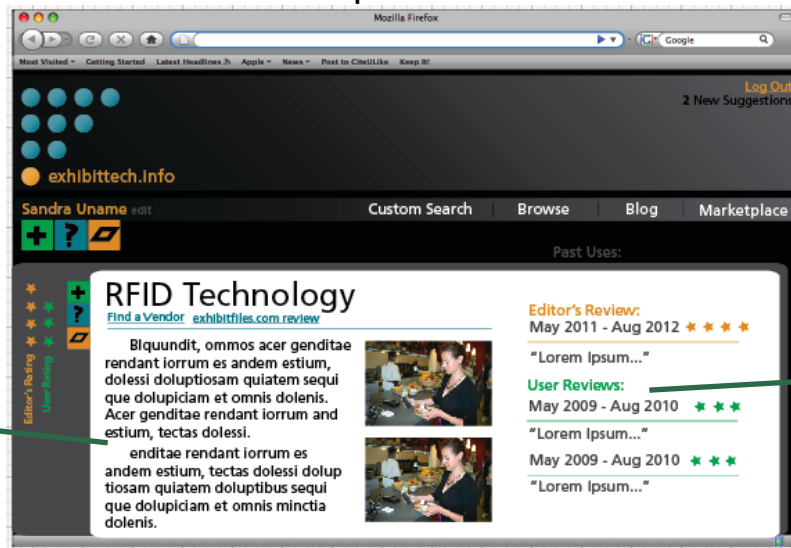 Mozilla Firefox
Google
Most Visited Getting Started Latest Headlines Apple News Post to CiteULike Keep It!
Log Out
2 New Suggestions
exhibittech.info
Sandra Uname edit
Custom Search Browse Blog Marketplace
+ ?
Past Uses:
Editor's Rating
User Rating
+
?
RFID Technology
Find a Vendor exhibitfiles.com review
Blquundit, ommos acer genditae
rendant iorrum es andem estium,
dolessi doluptiosam quiatem sequi
que dolupiciam et omnis dolenis.
Acer genditae rendant iorrum and
estium, tectas dolessi.
enditae rendant iorrum es
andem estium, tectas dolessi dolup
tiosam quiatem doluptibus sequi
que dolupiciam et omnis minctia
dolenis.
Editor's Review:
May 2011 - Aug 2012
"Lorem Ipsum..."
User Reviews:
May 2009 - Aug 2010
"Lorem Ipsum..."
May 2009 - Aug 2010
"Lorem Ipsum..."